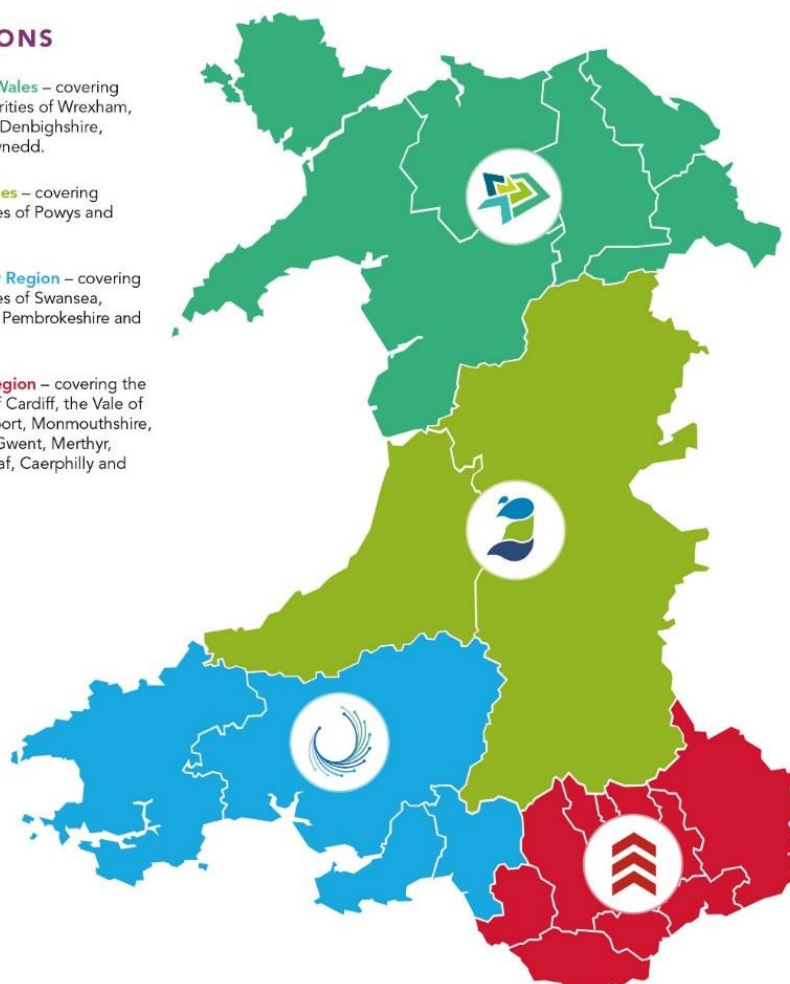 ONS
Wales – covering
rities of Wrexham,
Denbighshire,
nedd.
es – covering
es of Powys and
Region – covering
es of Swansea,
Pembrokeshire and
egion – covering the
f Cardiff, the Vale of
port, Monmouthshire,
Gwent, Merthyr,
af, Caerphilly and